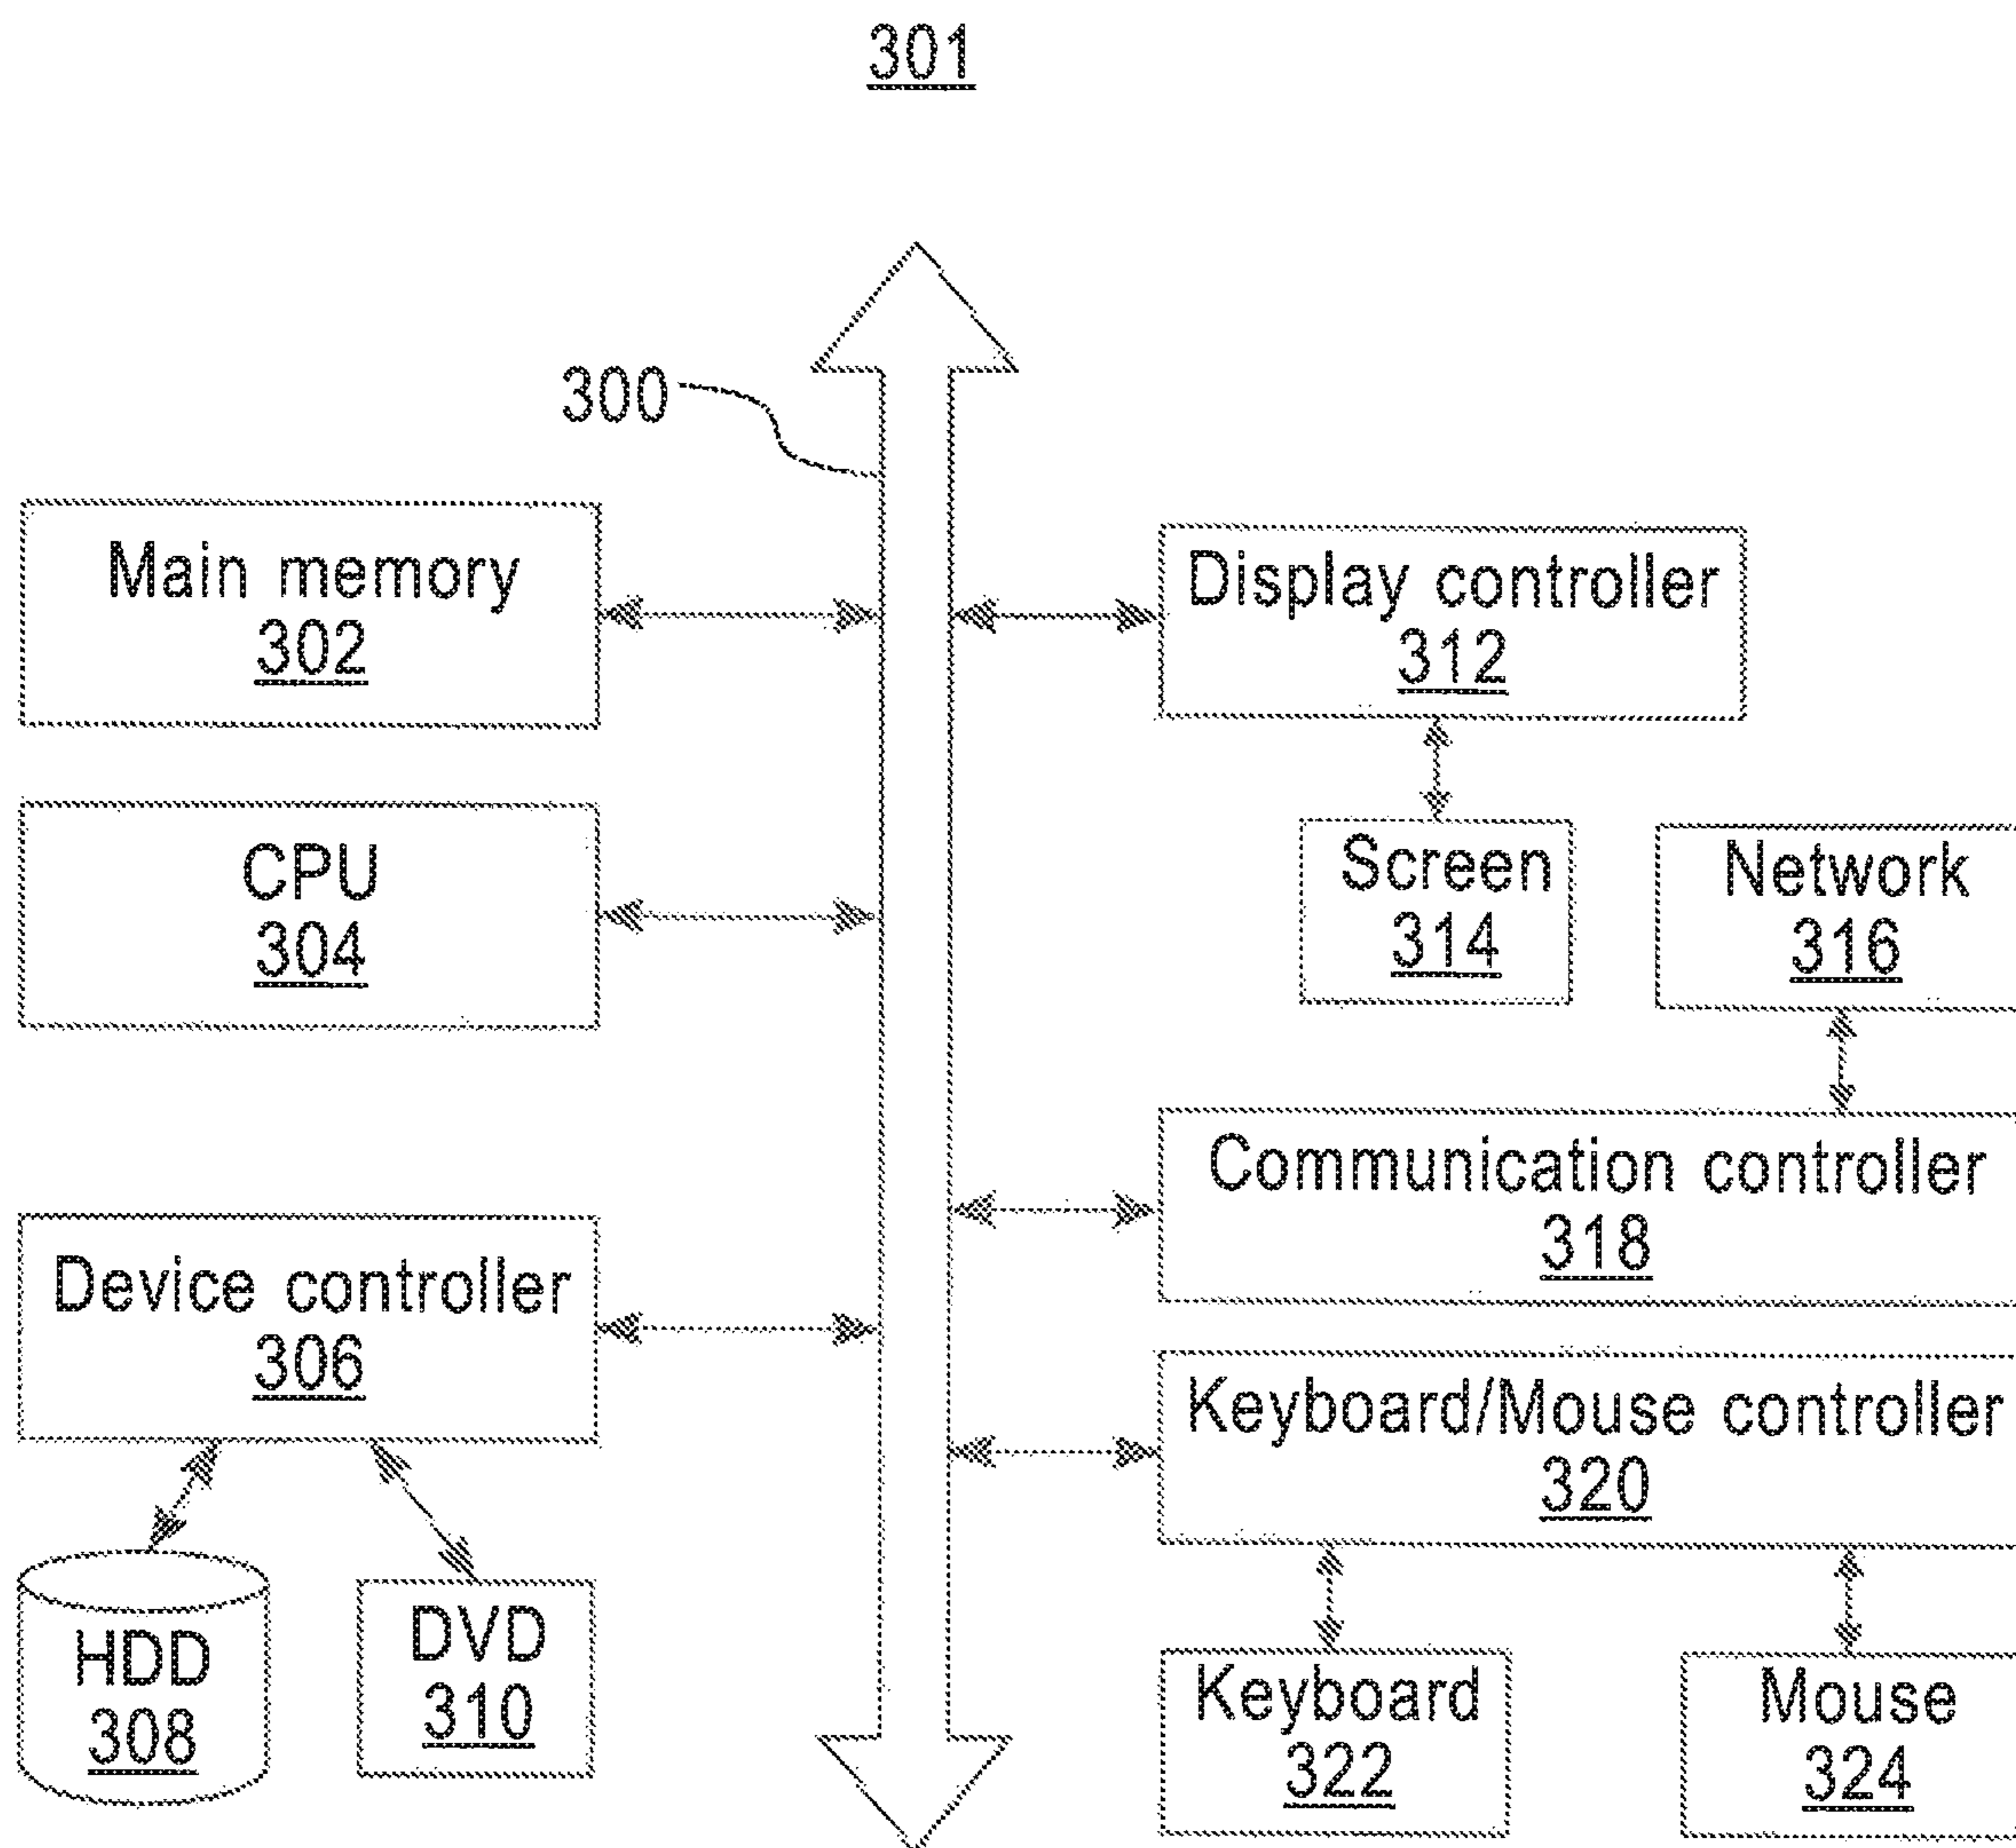 301
300
Main memory
302
CPU
304
Device controller
306
HDD
308
DVD
310
Display controller
312
Screen
314
Network
316
Communication controller
318
Keyboard/Mouse controller
320
Keyboard
322
Mouse
324